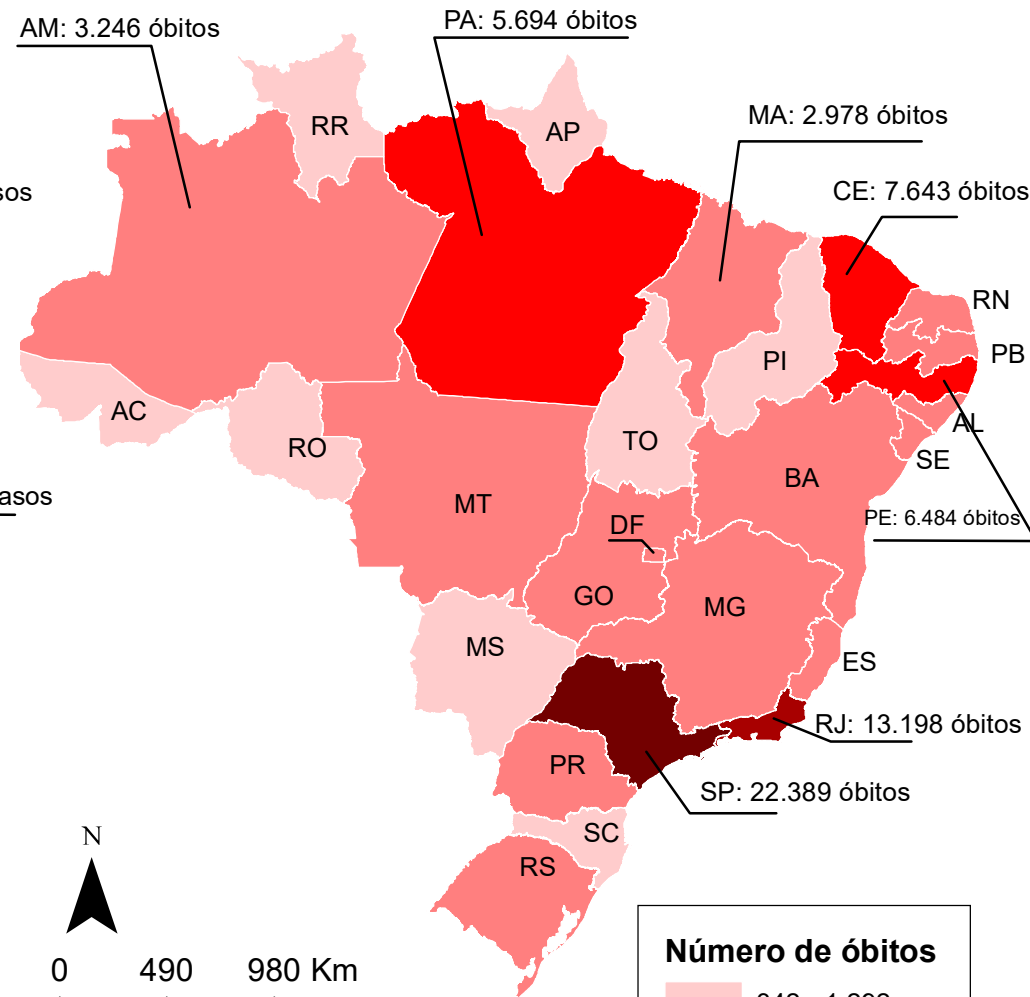 AM: 3.246 óbitos
PA: 5.694 óbitos
MA: 2.978 óbitos
CE: 7.643 óbitos
RR
AP
RN
PB
PI
AC
RO
TO
AL
SE
BA
MT
PE: 6.484 óbitos
DF
GO
MG
MS
ES
RJ: 13.198 óbitos
PR
SP: 22.389 óbitos
SC
RS
N
0 490 980 Km
Número de óbitos